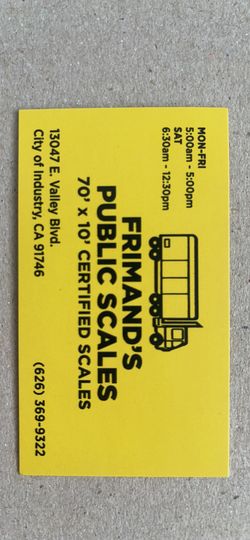 MON-FRI
5:00am - 5:00pm
SAT
6:30am - 12:30pm
FRIMAND'S
PUBLIC SCALES
70' X 10' CERTIFIED SCALES
13047 E. Valley Blvd.
City of Industry, CA 91746
(626) 369-9322